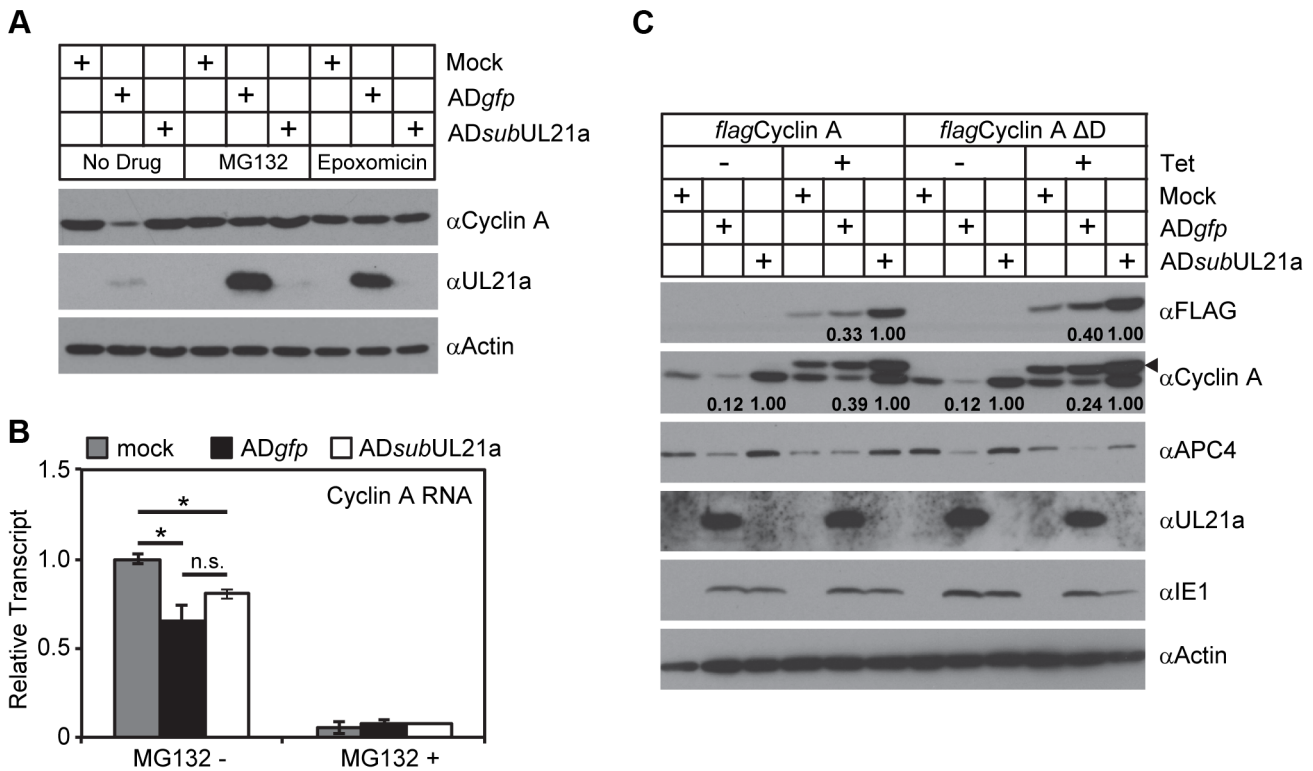 A
+ + + Mock
+ + + ADgfp
+ + + ADsubUL21a
No Drug MG132 Epoxomicin
αCyclin A
αUL21a
αActin
B
mock ADgfp ADsubUL21a
Cyclin A RNA
Relative Transcript
1.5
1.0
0.5
0
*
*
n.s.
MG132 - MG132 +
C
flagCyclin A flagCyclin A ΔD
- + - + Tet
+ + + + Mock
+ + + + ADgfp
+ + + + ADsubUL21a
αFLAG
0.33 1.00 0.40 1.00
αCyclin A
0.12 1.00 0.39 1.00 0.12 1.00 0.24 1.00
αAPC4
αUL21a
αIE1
αActin